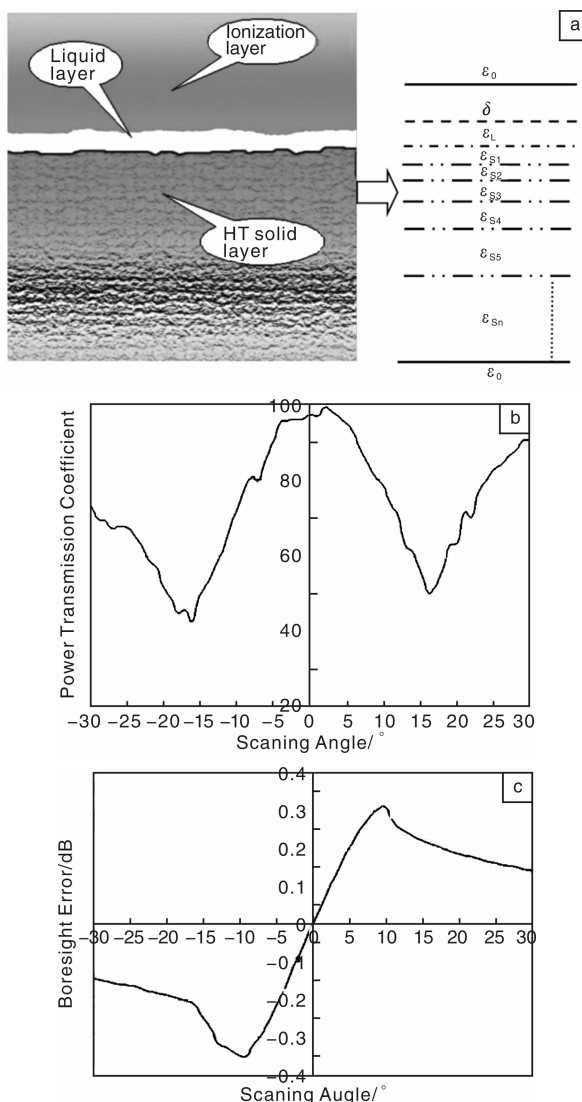 a
Ionization
layer
Liquid
layer
HT solid
layer
ε0
δ
εL
εS1
εS2
εS3
εS4
εS5
εSn
ε0
b
Power Transmission Coefficient
100
80
60
40
20
−30 −25 −20 −15 −10 −5 0 5 10 15 20 25 30
Scaning Angle/°
c
Boresight Error/dB
0.4
0.3
0.2
0
−0.1
−0.2
−0.3
−0.4
−30 −25 −20 −15 −10 −5 0 5 10 15 20 25 30
Scaning Augle/°